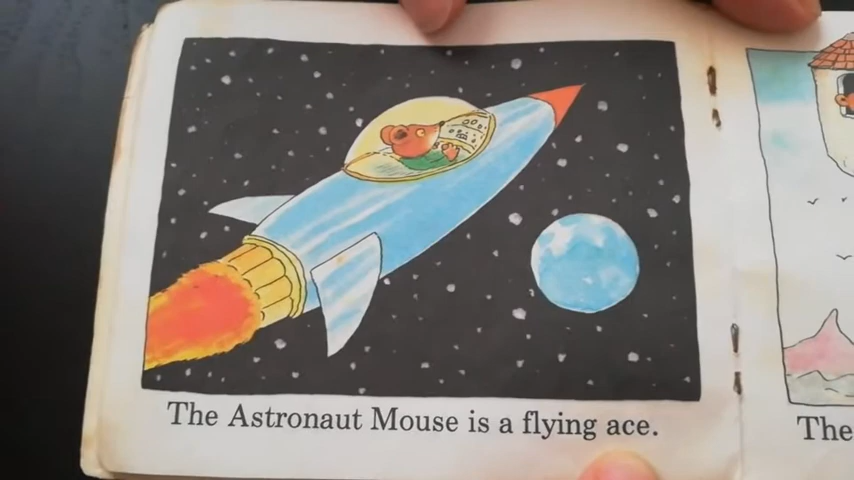 The Astronaut Mouse is a flying ace.
The